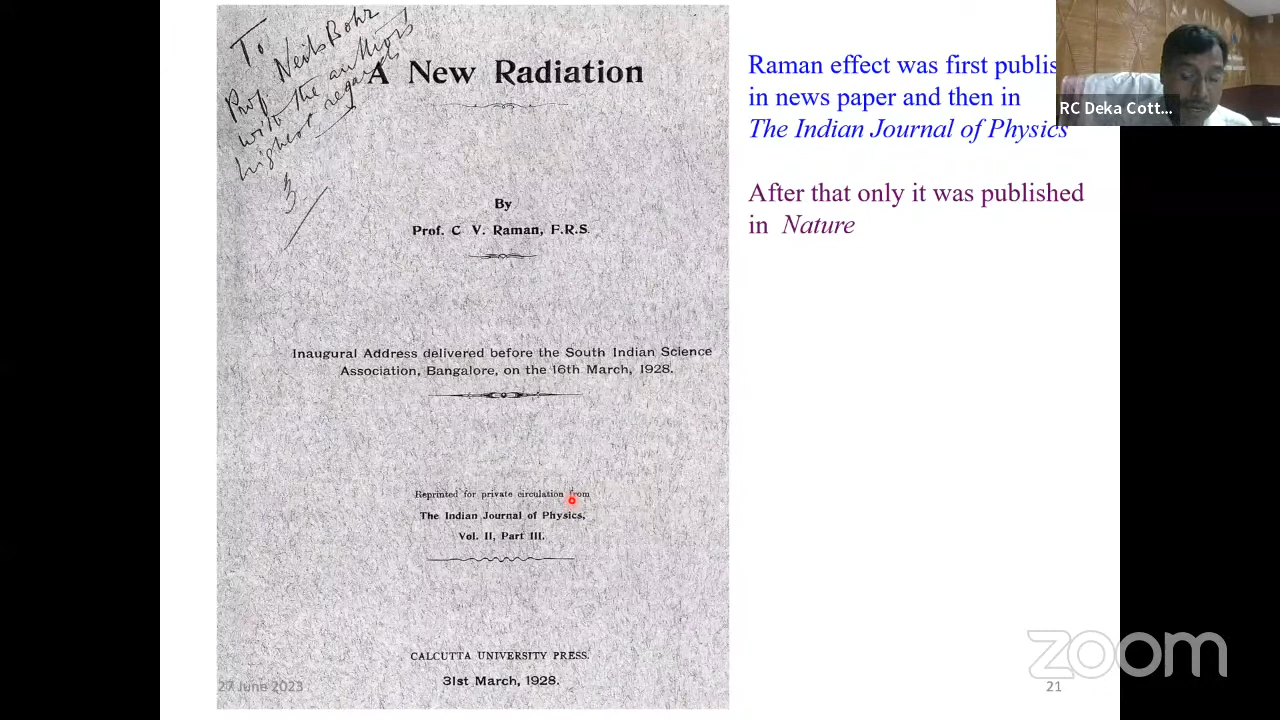 To
Prof. Neils Bohr
with the authors
highest regards
A New Radiation
By
Prof. C V. Raman, F.R.S.
Inaugural Address delivered before the South Indian Science
Association, Bangalore, on the 16th March, 1928.
Reprinted for private circulation from
The Indian Journal of Physics,
Vol. II, Part III.
CALCUTTA UNIVERSITY PRESS.
31st March, 1928.
27 June 2023
Raman effect was first publis
in news paper and then in
The Indian Journal of Physics
After that only it was published
in Nature
RC Deka Cott...
zoom
21